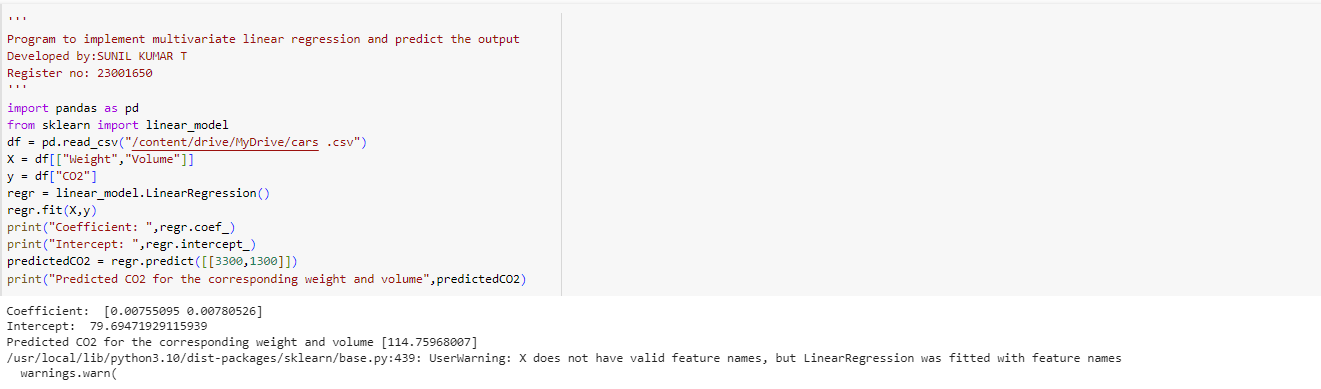 '''
Program to implement multivariate linear regression and predict the output
Developed by:SUNIL KUMAR T
Register no: 23001650
'''
import pandas as pd
from sklearn import linear_model
df = pd.read_csv("/content/drive/MyDrive/cars .csv")
X = df[["Weight","Volume"]]
y = df["CO2"]
regr = linear_model.LinearRegression()
regr.fit(X,y)
print("Coefficient: ",regr.coef_)
print("Intercept: ",regr.intercept_)
predictedCO2 = regr.predict([[3300,1300]])
print("Predicted CO2 for the corresponding weight and volume",predictedCO2)
Coefficient:  [0.00755095 0.00780526]
Intercept:  79.69471929115939
Predicted CO2 for the corresponding weight and volume [114.75968007]
/usr/local/lib/python3.10/dist-packages/sklearn/base.py:439: UserWarning: X does not have valid feature names, but LinearRegression was fitted with feature names
  warnings.warn(